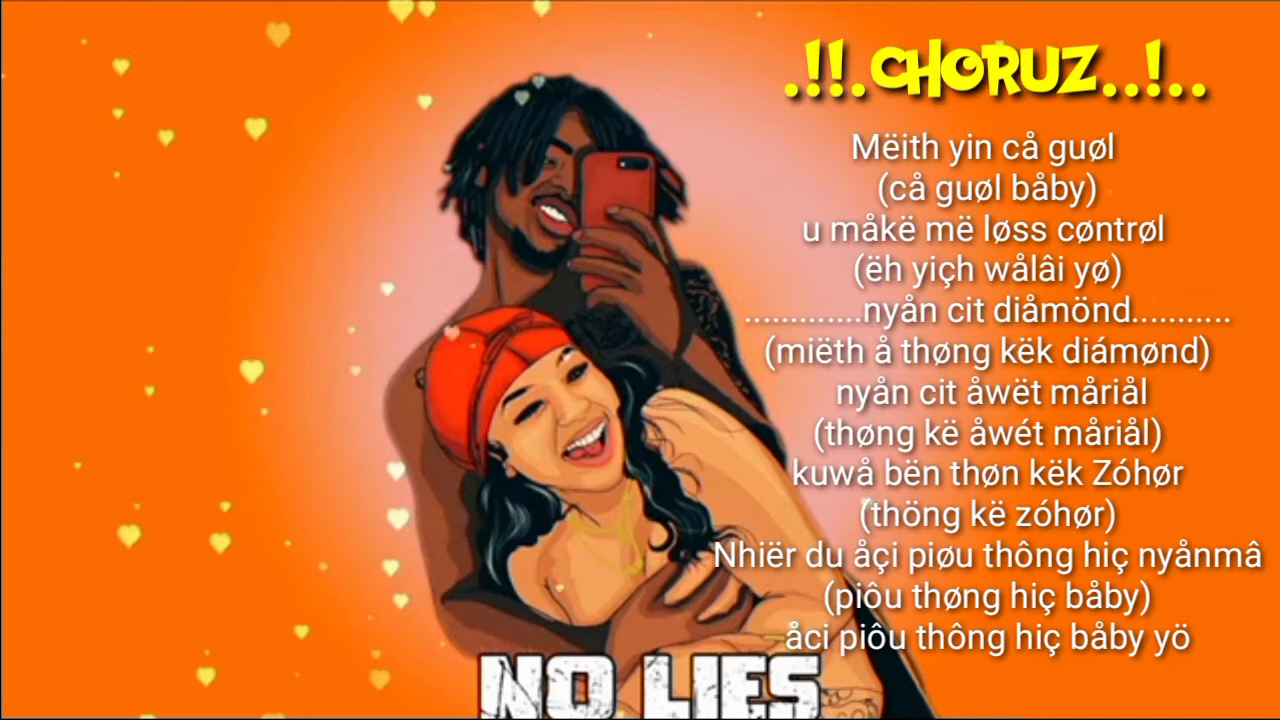 .!!.CHORUZ..!..
Mëith yin cå guøl
(cå guøl båby)
u måkë më løss cøntrøl
(ëh yiçh wålâi yø)
.............nyån cit diåmönd...........
(miëth å thøng këk diámønd)
nyån cit åwët måriål
(thøng kë åwét måriål)
kuwå bën thøn këk Zóhør
(thöng kë zóhør)
Nhiër du åçi piøu thông hiç nyånmâ
(piôu thøng hiç båby)
åci piôu thông hiç båby yö
NO LIES